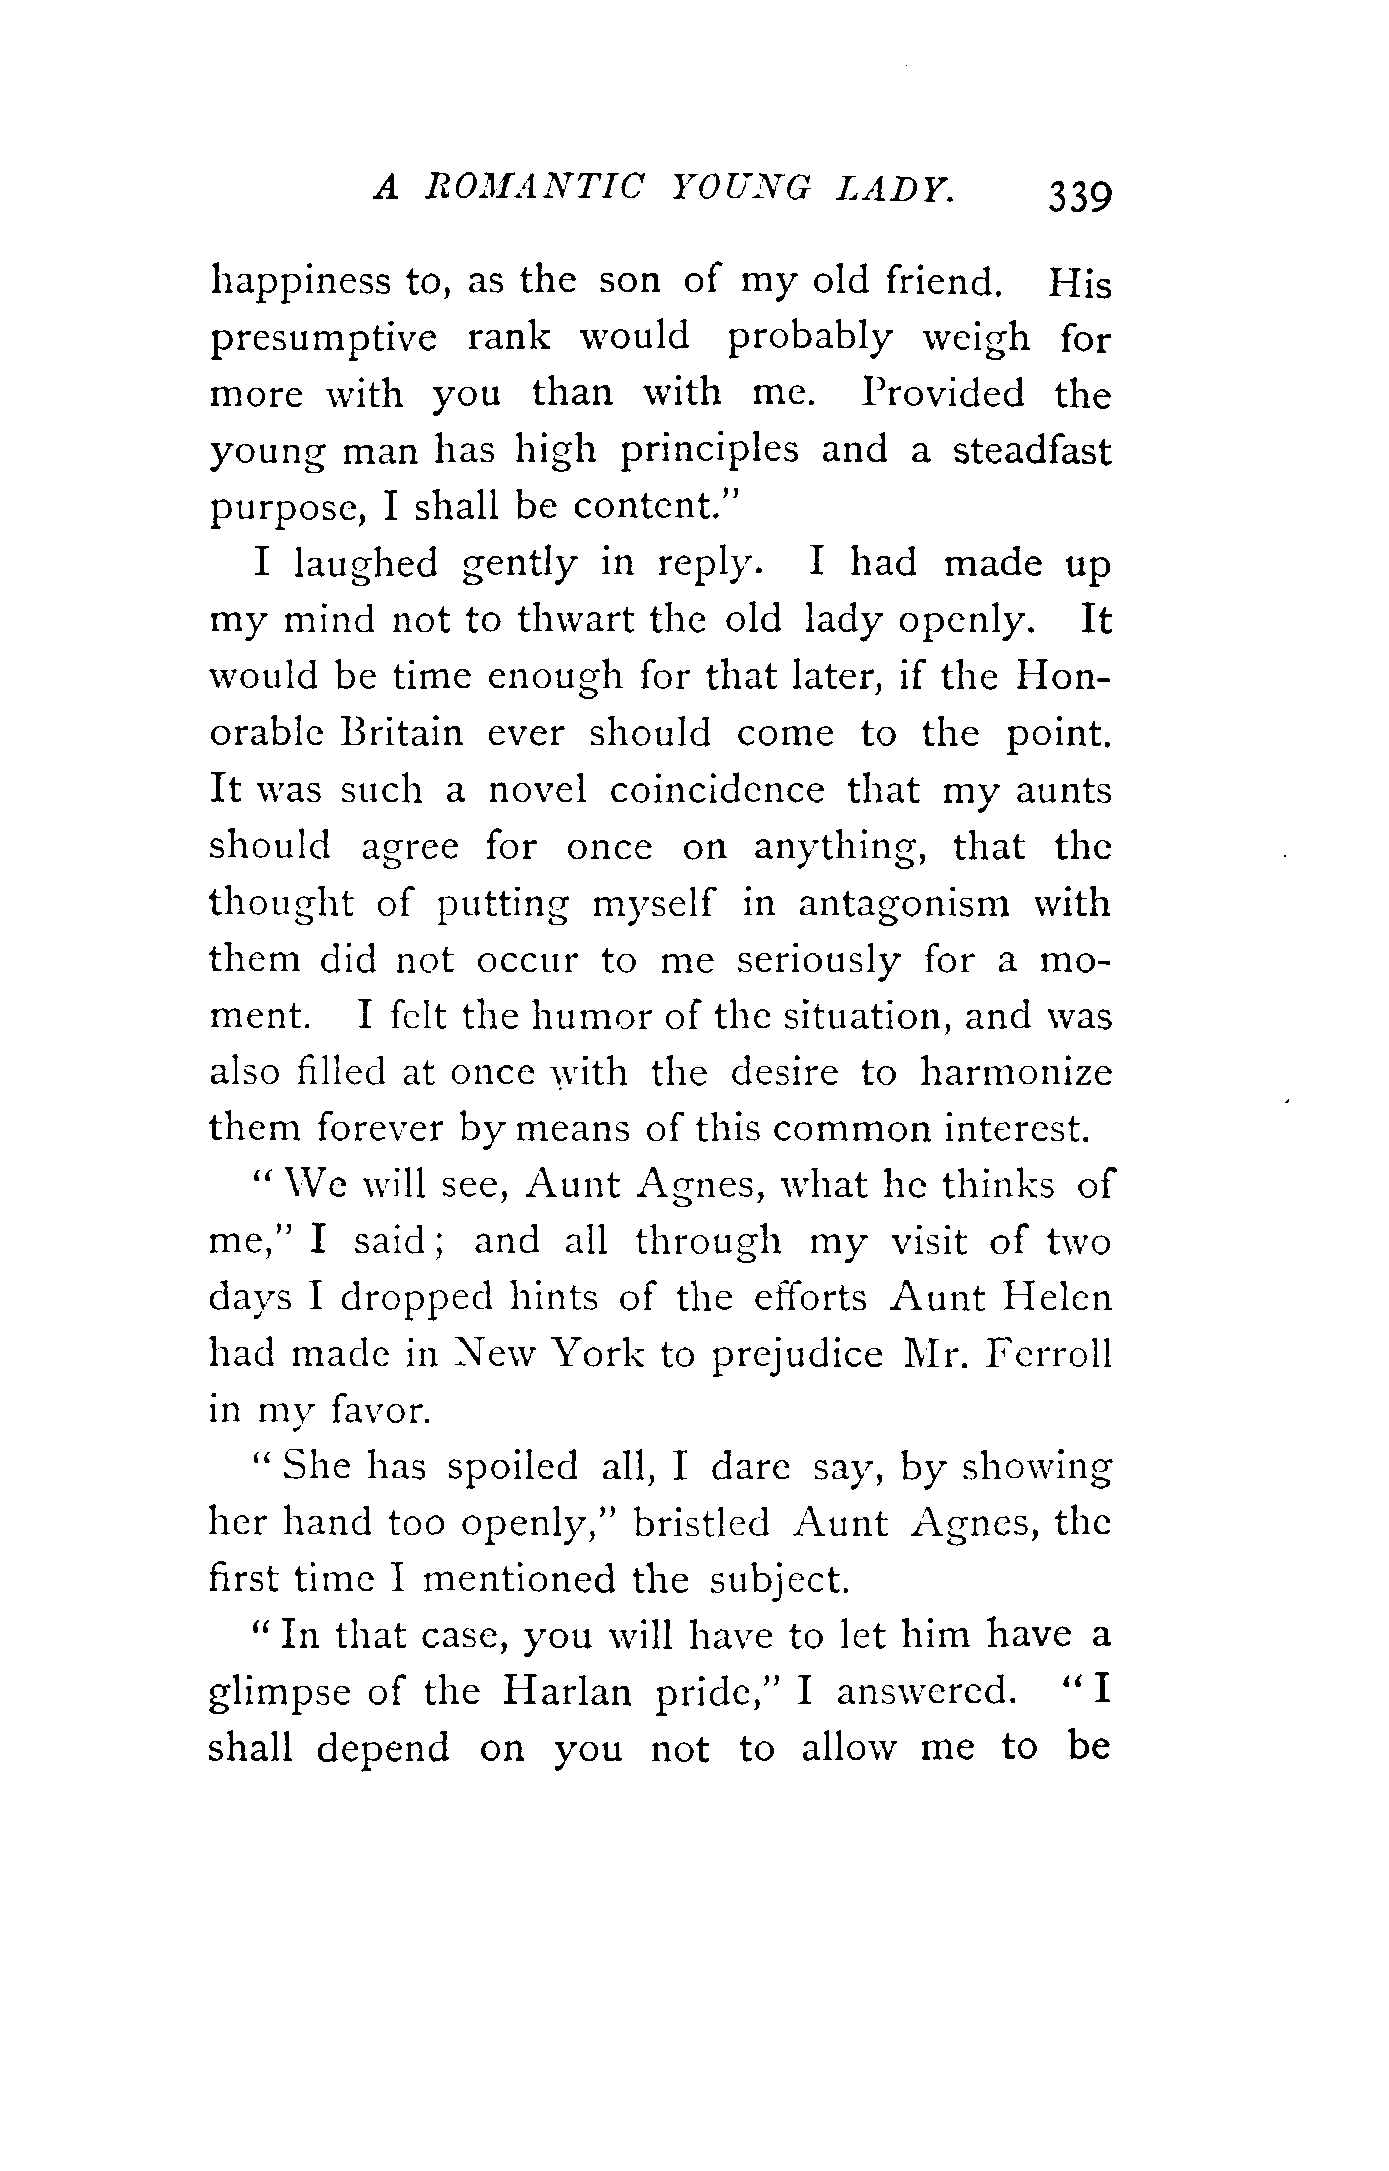 A ROMANTIC YOUNG LADY. 339
happiness to, as the son of my old friend. His
presumptive rank would probably weigh for
more with you than with me. Provided the
young man has high principles and a steadfast
purpose, I shall be content."
I laughed gently in reply. I had made up
my mind not to thwart the old lady openly. It
would be time enough for that later, if the Hon-
orable Britain ever should come to the point.
It was such a novel coincidence that my aunts
should agree for once on anything, that the
thought of putting myself in antagonism with
them did not occur to me seriously for a mo-
ment. I felt the humor of the situation, and was
also filled at once with the desire to harmonize
them forever by means of this common interest.
" We will see, Aunt Agnes, what he thinks of
me," I said; and all through my visit of two
days I dropped hints of the efforts Aunt Helen
had made in New York to prejudice Mr. Ferroll
in my favor.
" She has spoiled all, I dare say, by showing
her hand too openly," bristled Aunt Agnes, the
first time I mentioned the subject.
" In that case, you will have to let him have a
glimpse of the Harlan pride," I answered. " I
shall depend on you not to allow me to be